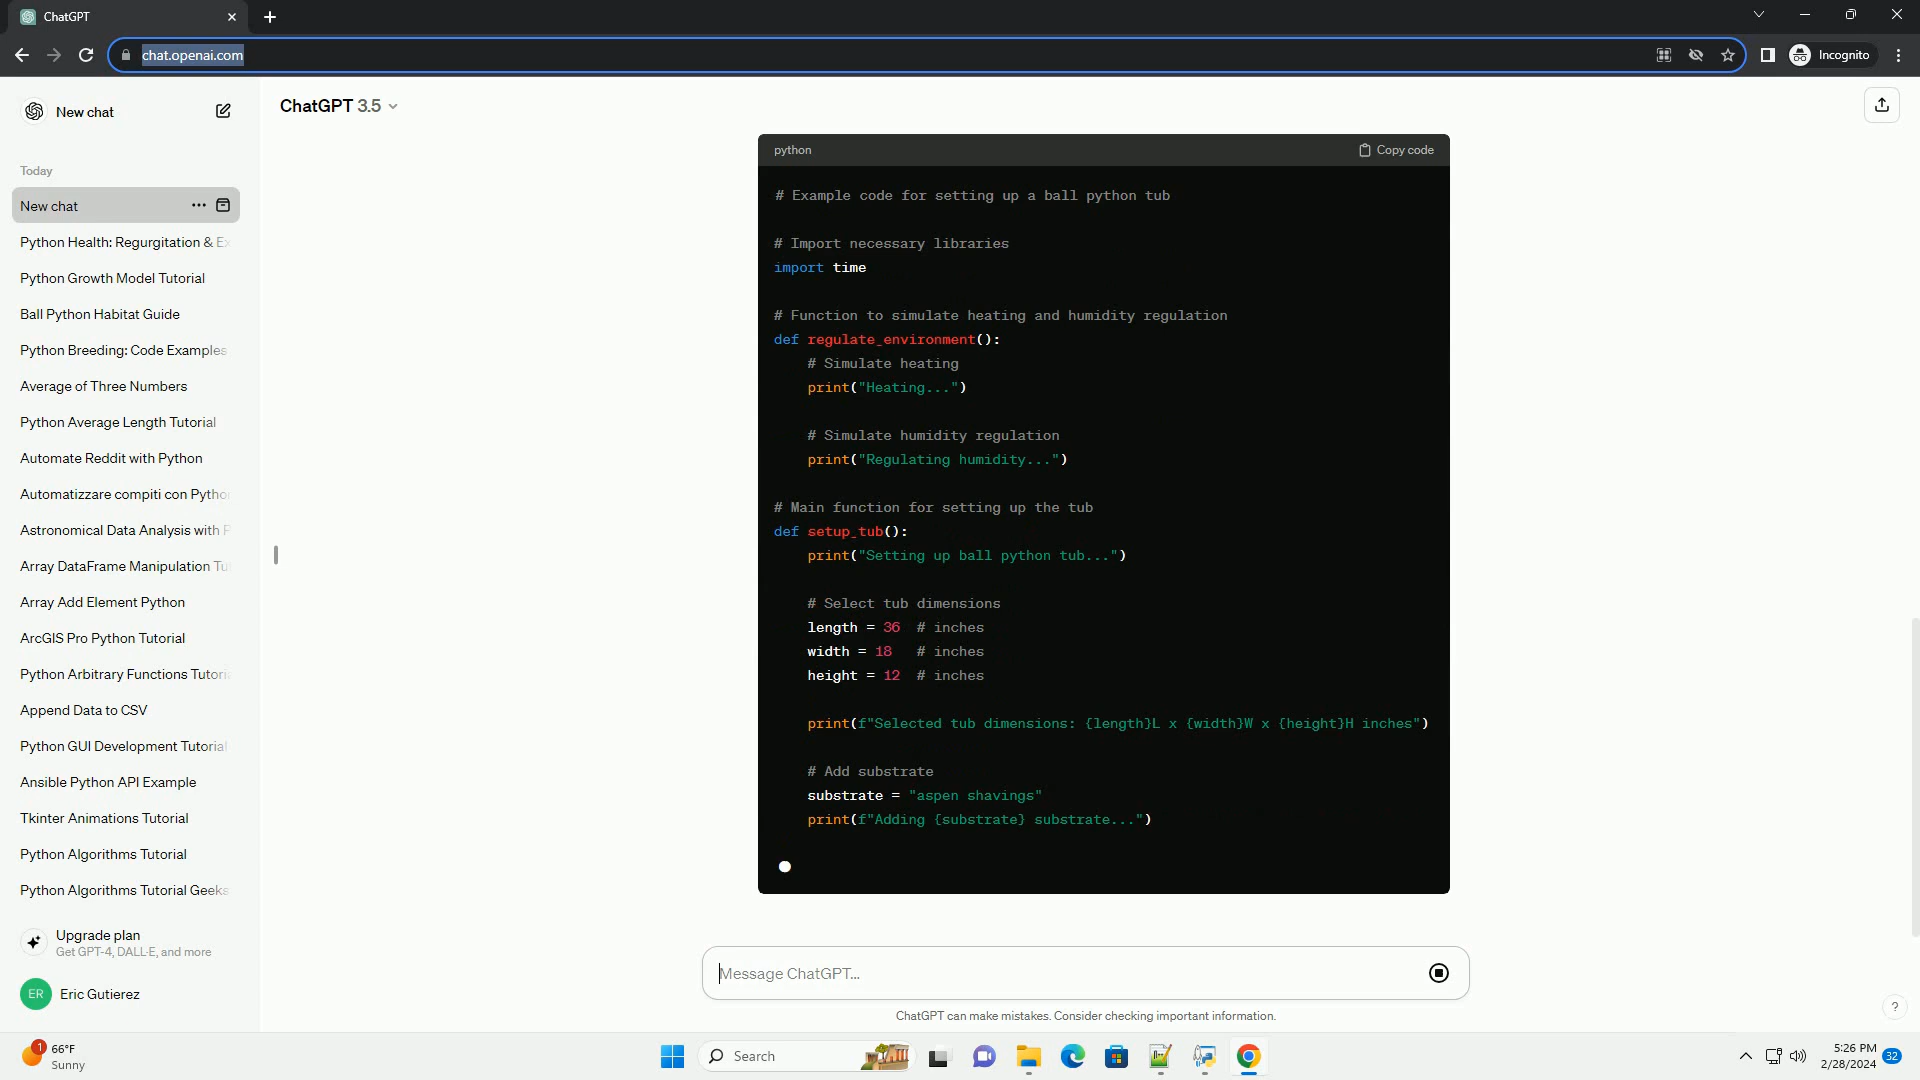 ChatGPT
chat.openai.com
Incognito
New chat
Today
New chat
Python Health: Regurgitation & Ex
Python Growth Model Tutorial
Ball Python Habitat Guide
Python Breeding: Code Examples
Average of Three Numbers
Python Average Length Tutorial
Automate Reddit with Python
Automatizzare compiti con Pytho
Astronomical Data Analysis with P
Array DataFrame Manipulation Tu
Array Add Element Python
ArcGIS Pro Python Tutorial
Python Arbitrary Functions Tutori
Append Data to CSV
Python GUI Development Tutorial
Ansible Python API Example
Tkinter Animations Tutorial
Python Algorithms Tutorial
Python Algorithms Tutorial Geeks
Upgrade plan
Get GPT-4, DALL·E, and more
ER
Eric Gutierez
ChatGPT 3.5
python
Copy code
# Example code for setting up a ball python tub
# Import necessary libraries
import time
# Function to simulate heating and humidity regulation
def regulate_environment():
# Simulate heating
print("Heating...")
# Simulate humidity regulation
print("Regulating humidity...")
# Main function for setting up the tub
def setup_tub():
print("Setting up ball python tub...")
# Select tub dimensions
length = 36 # inches
width = 18 # inches
height = 12 # inches
print(f"Selected tub dimensions: {length}L x {width}W x {height}H inches")
# Add substrate
substrate = "aspen shavings"
print(f"Adding {substrate} substrate...")
Message ChatGPT...
ChatGPT can make mistakes. Consider checking important information.
?
1
66°F
Sunny
Search
5:26 PM
2/28/2024
32